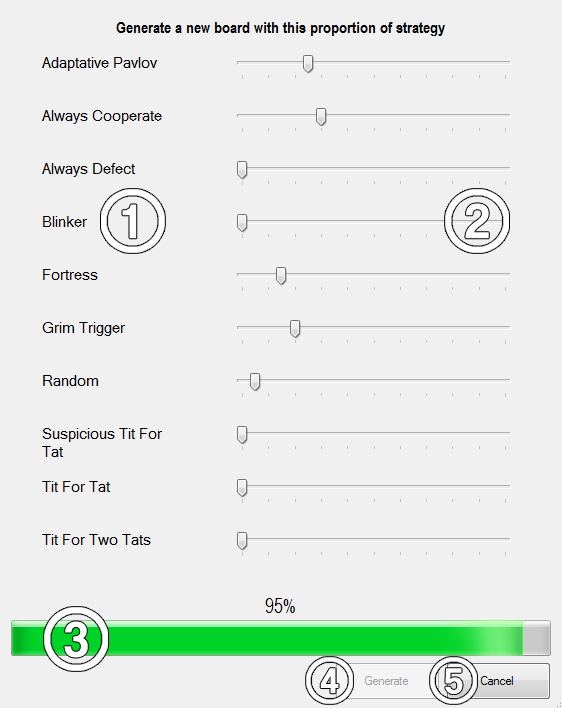 Generate a new board with this proportion of strategy
Adaptative Pavlov
Always Cooperate
Always Defect
Blinker
1
2
Fortress
Grim Trigger
Random
Suspicious Tit For
Tat
Tit For Tat
Tit For Two Tats
95%
3
4
Generate
5
Cancel